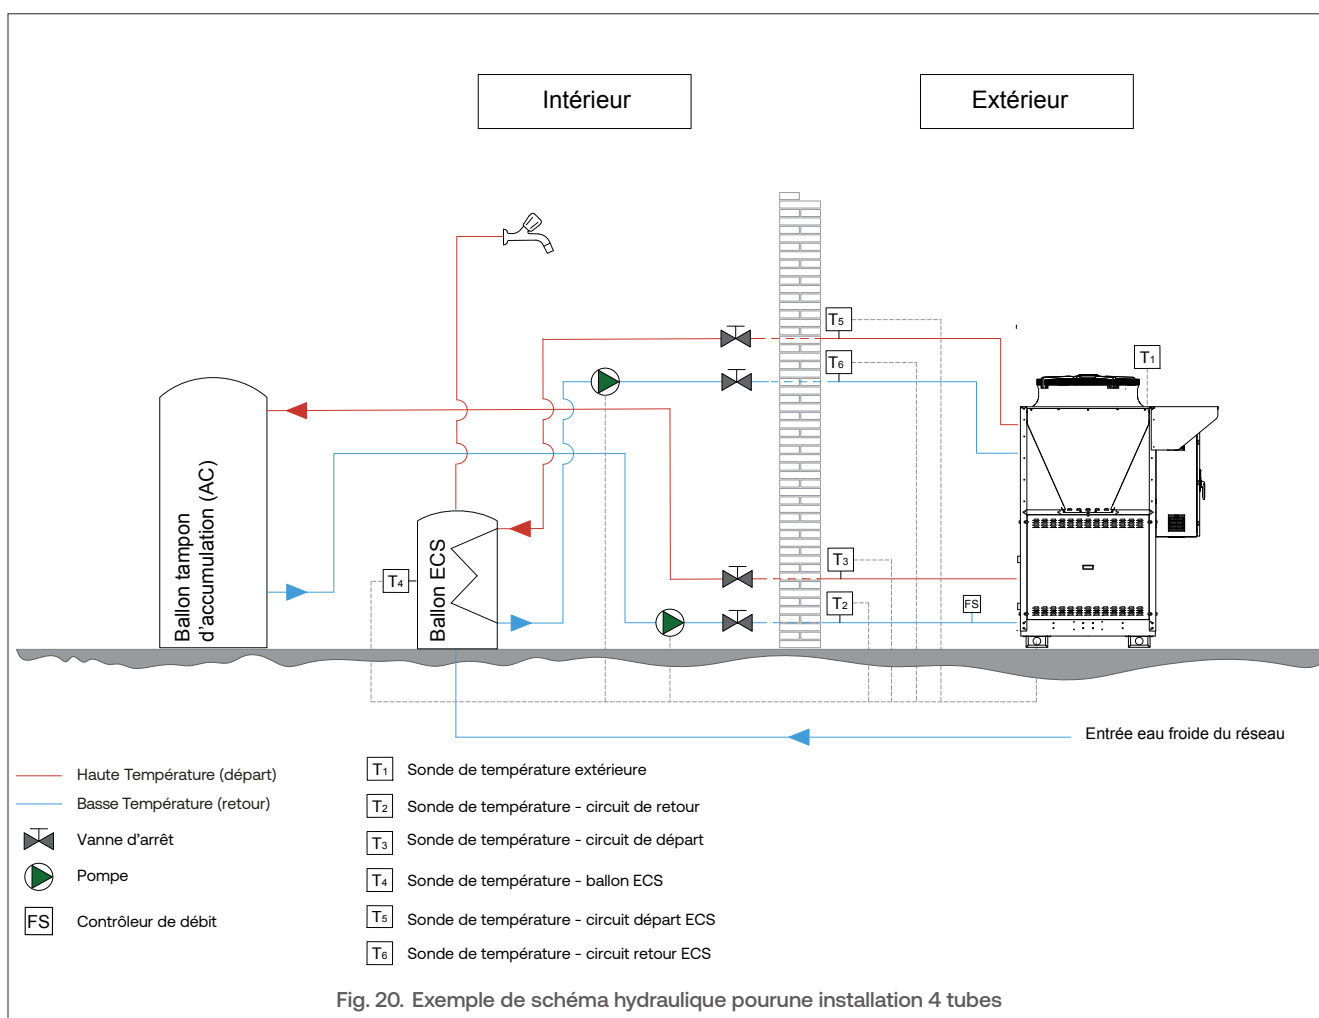 Intérieur
Extérieur
T5
T6
T1
Ballon tampon
d'accumulation (AC)
Ballon ECS
T4
T3
T2
FS
Entrée eau froide du réseau
Haute Température (départ)
Basse Température (retour)
Vanne d'arrêt
Pompe
FS Contrôleur de débit
T1 Sonde de température extérieure
T2 Sonde de température - circuit de retour
T3 Sonde de température - circuit de départ
T4 Sonde de température - ballon ECS
T5 Sonde de température - circuit départ ECS
T6 Sonde de température - circuit retour ECS
Fig. 20. Exemple de schéma hydraulique pourune installation 4 tubes